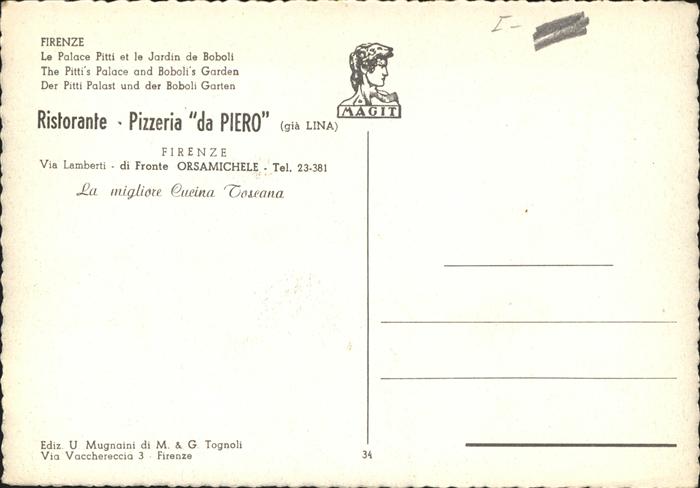 I-
FIRENZE
Le Palace Pitti et le Jardin de Boboli
The Pitti's Palace and Boboli's Garden
Der Pitti Palast und der Boboli Garten
MAGIT
Ristorante - Pizzeria "da PIERO" (già LINA)
FIRENZE
Via Lamberti - di Fronte ORSAMICHELE - Tel. 23-381
La migliore Cucina Toscana
Ediz. U Mugnaini di M. & G. Tognoli
Via Vacchereccia 3 - Firenze
34